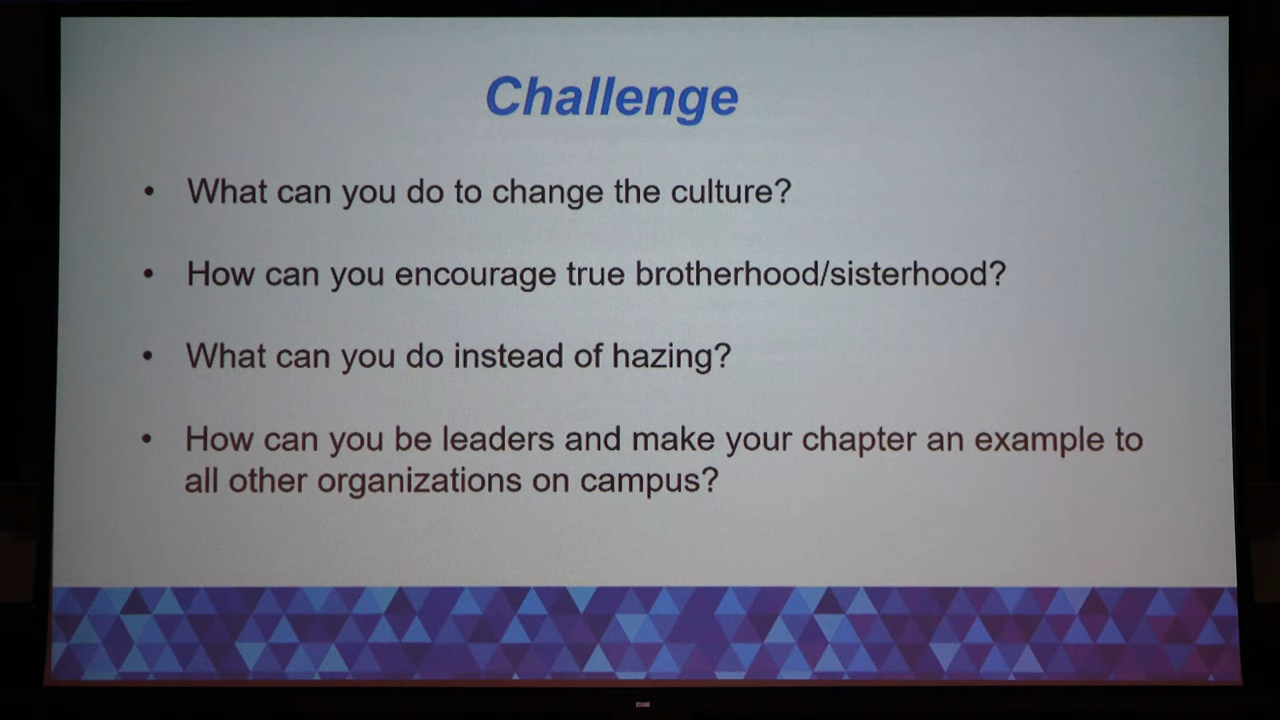 Challenge
• What can you do to change the culture?
• How can you encourage true brotherhood/sisterhood?
• What can you do instead of hazing?
• How can you be leaders and make your chapter an example to
all other organizations on campus?